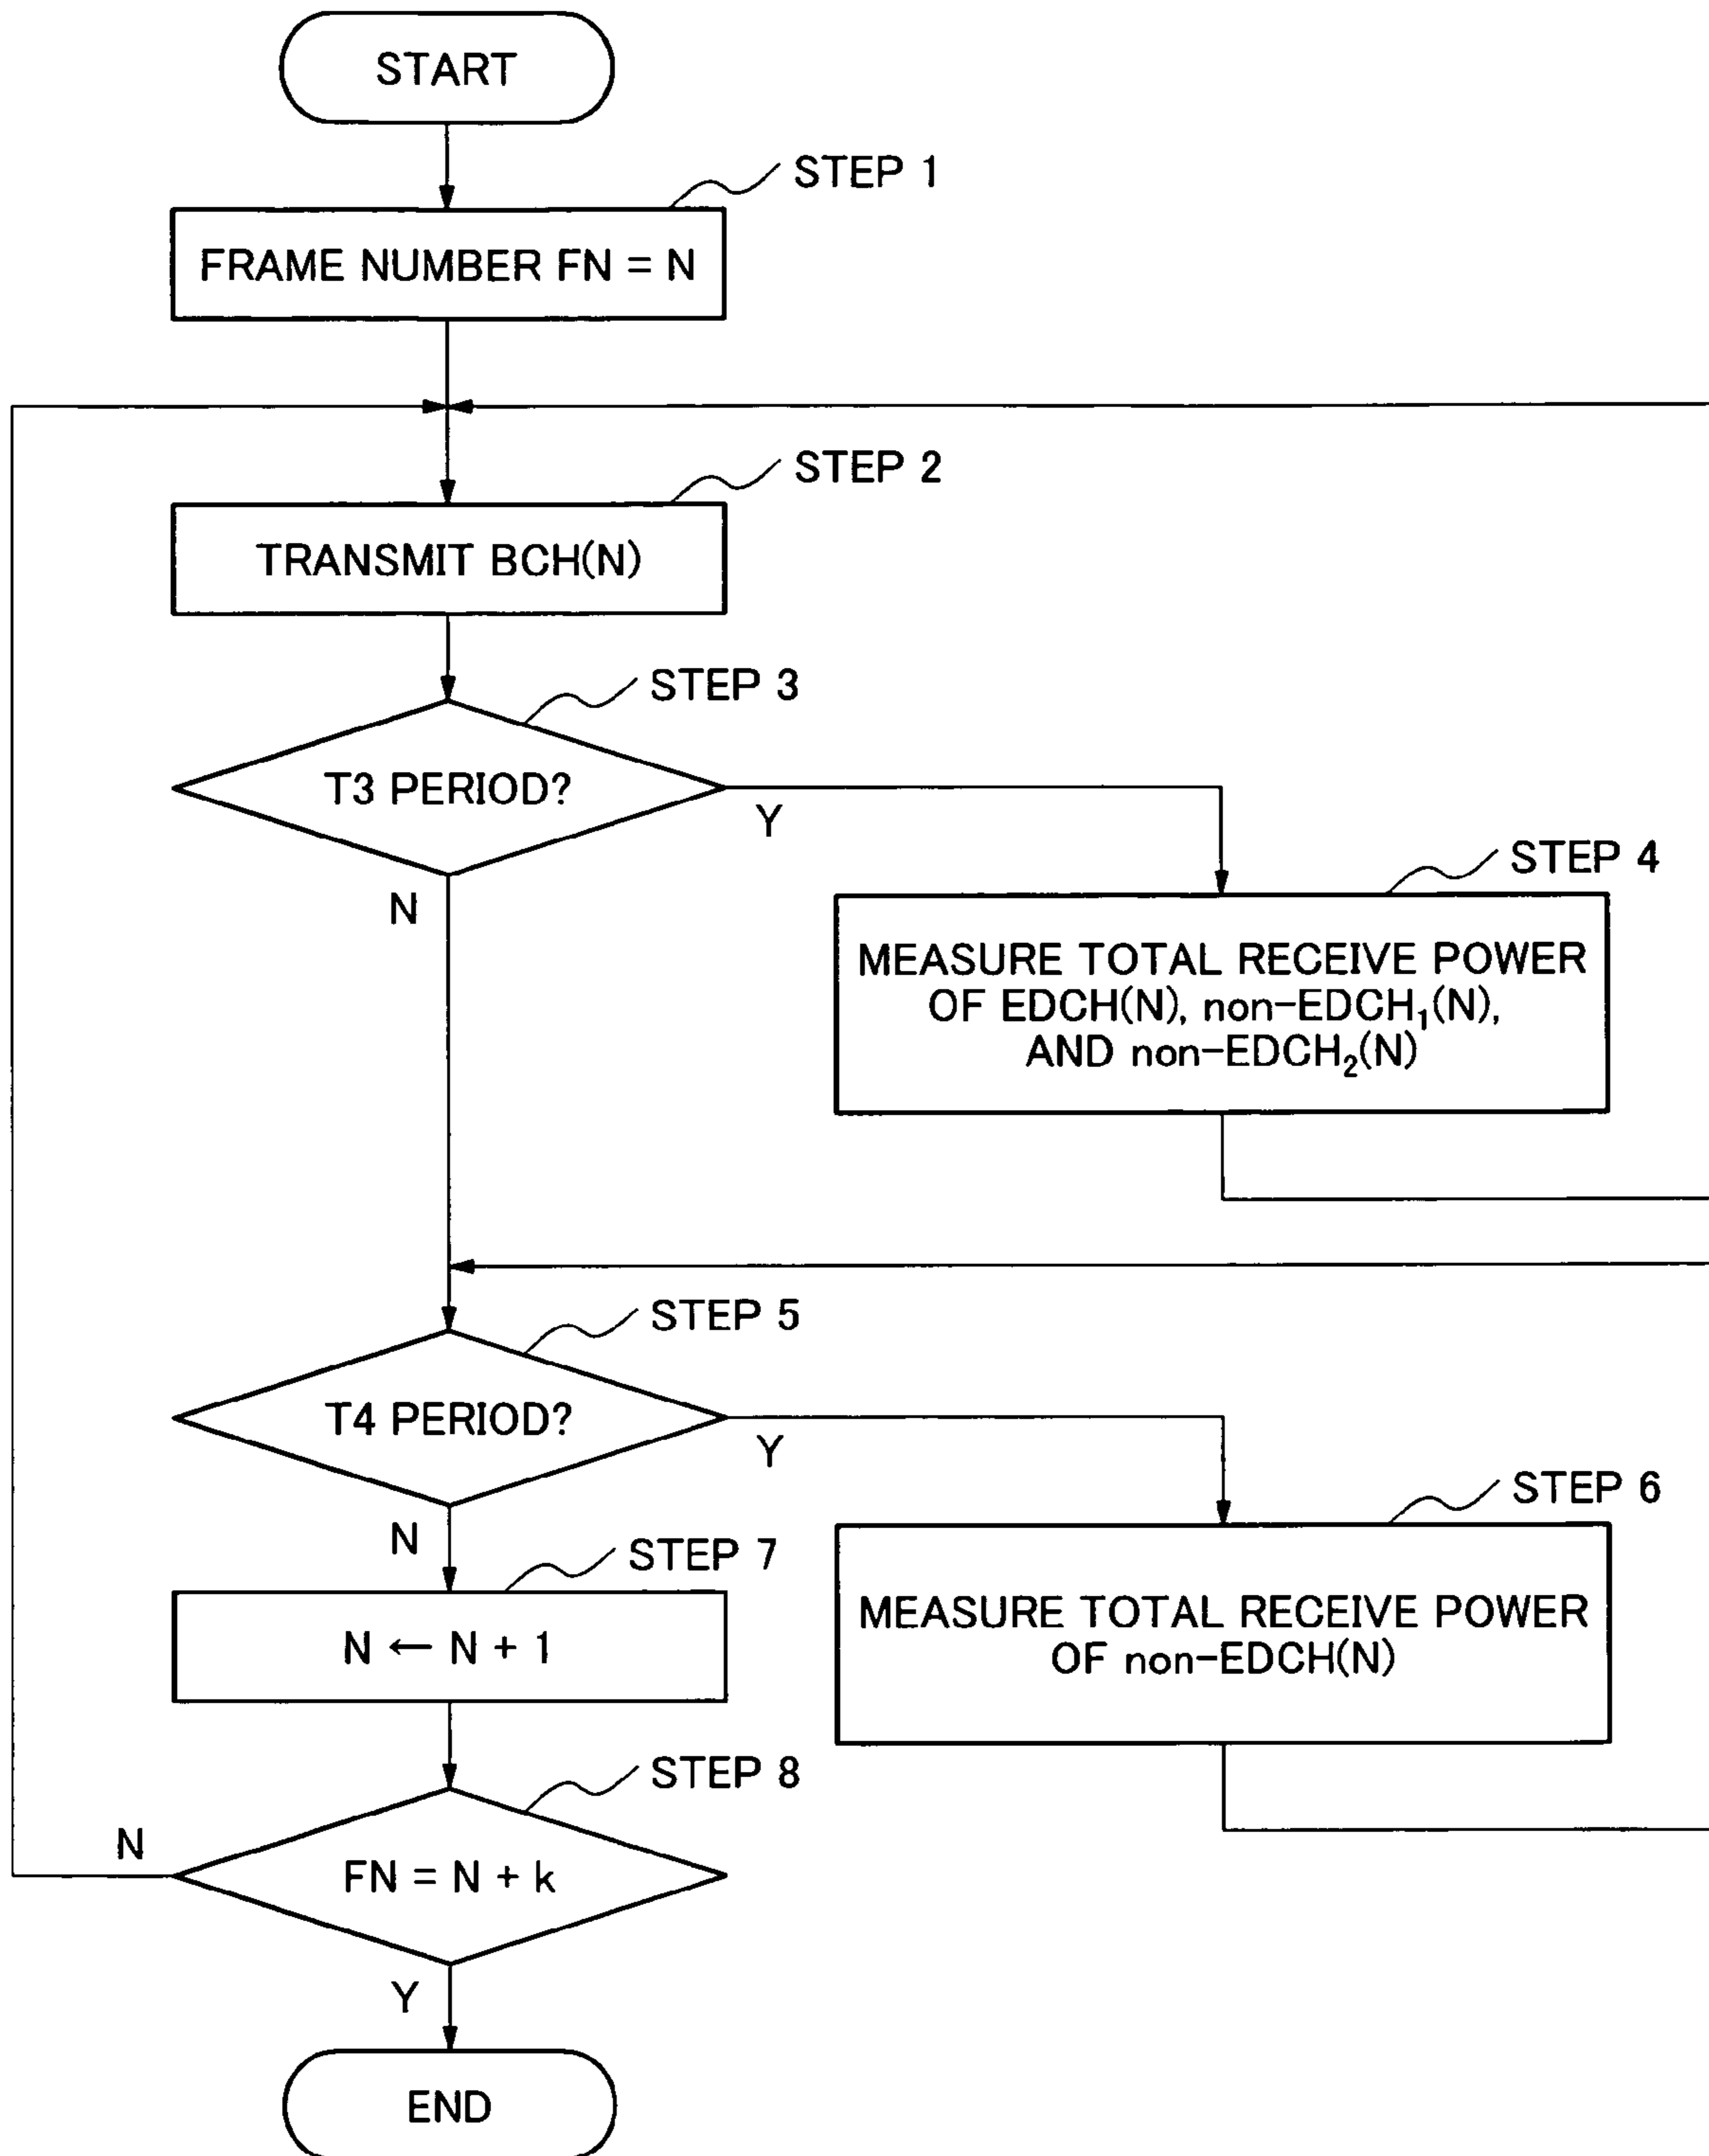 START
STEP 1
FRAME NUMBER FN = N
STEP 2
TRANSMIT BCH(N)
STEP 3
T3 PERIOD?
Y
N
STEP 4
MEASURE TOTAL RECEIVE POWER
OF EDCH(N), non-EDCH₁(N),
AND non-EDCH₂(N)
STEP 5
T4 PERIOD?
Y
N
STEP 6
MEASURE TOTAL RECEIVE POWER
OF non-EDCH(N)
STEP 7
N ← N + 1
STEP 8
N
FN = N + k
Y
END